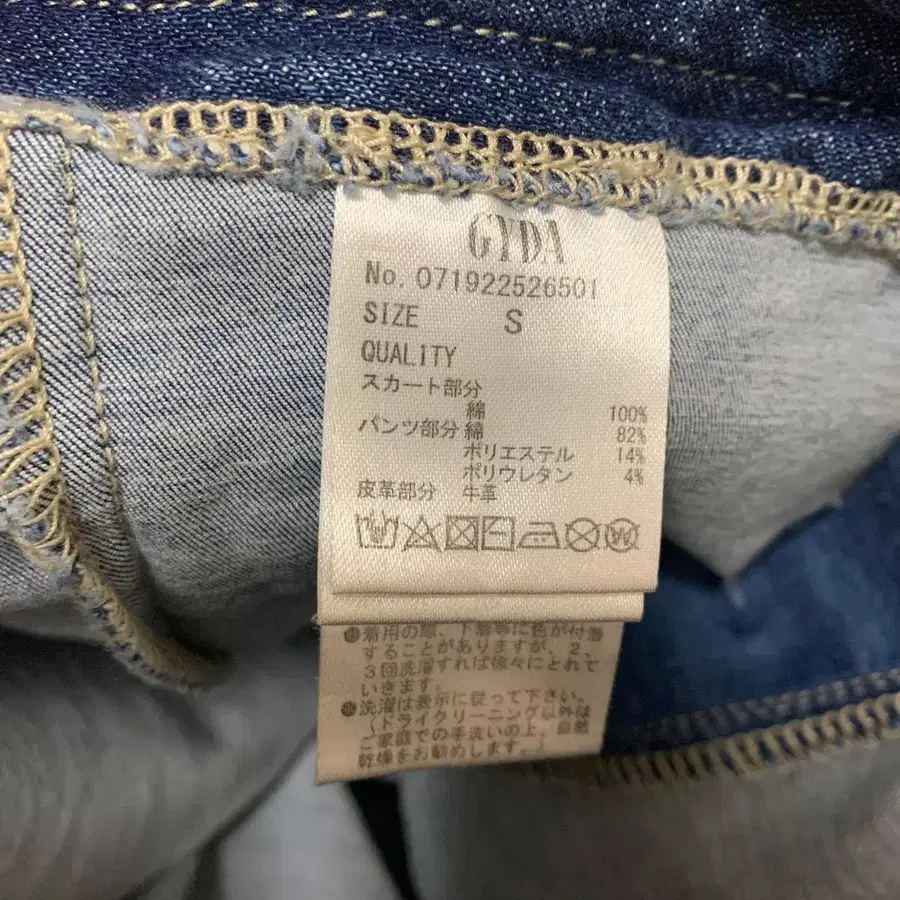 GYDA
No. 071922526501
SIZE S
QUALITY
スカート部分
綿 100%
パンツ部分 綿 82%
ポリエステル 14%
ポリウレタン 4%
皮革部分 牛革
●着用の際、下着等に色が付着
することがありますが、2、
3回洗濯すれば徐々にとれて
いきます。
●洗濯は表示に従って下さい。
(ドライクリーニング以外は
ご家庭での手洗いの上、自然
乾燥をお勧めします。)